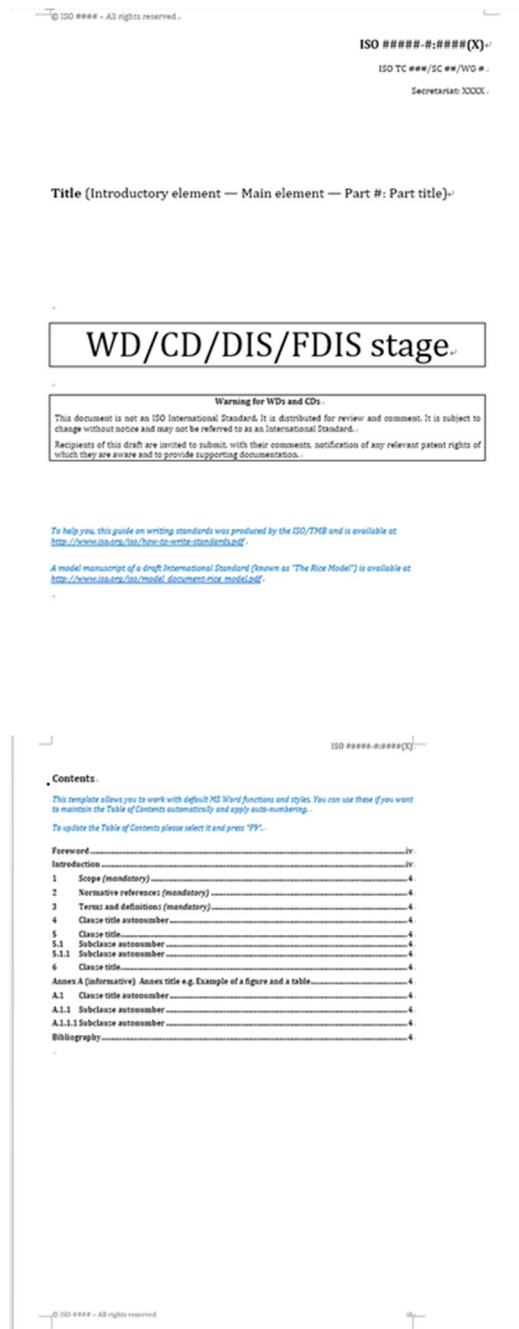 © ISO #### – All rights reserved
ISO #####-#:####(X)
ISO TC ###/SC ##/WG #
Secretariat: XXXX
Title (Introductory element — Main element — Part #: Part title)
WD/CD/DIS/FDIS stage
Warning for WDs and CDs
This document is not an ISO International Standard. It is distributed for review and comment. It is subject to
change without notice and may not be referred to as an International Standard.
Recipients of this draft are invited to submit, with their comments, notification of any relevant patent rights of
which they are aware and to provide supporting documentation.
To help you, this guide on writing standards was produced by the ISO/TMB and is available at
http://www.iso.org/iso/how-to-write-standards.pdf
A model manuscript of a draft International Standard (known as "The Rice Model") is available at
http://www.iso.org/iso/model_document-rice_model.pdf
ISO #####-#:####(X)
Contents
This template allows you to work with default MS Word functions and styles. You can use these if you want
to maintain the Table of Contents automatically and apply auto-numbering.
To update the Table of Contents please select it and press "F9".
Foreword iv
Introduction iv
1 Scope (mandatory) 4
2 Normative references (mandatory) 4
3 Terms and definitions (mandatory) 4
4 Clause title autonumber 4
5 Clause title 4
5.1 Subclause autonumber 4
5.1.1 Subclause autonumber 4
6 Clause title 4
Annex A (informative) Annex title e.g. Example of a figure and a table 4
A.1 Clause title autonumber 4
A.1.1 Subclause autonumber 4
A.1.1.1 Subclause autonumber 4
Bibliography 4
© ISO #### – All rights reserved